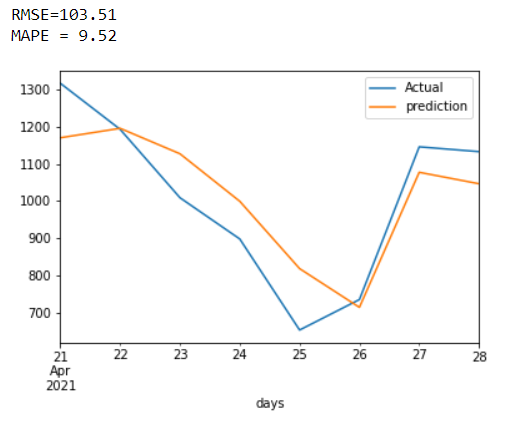 RMSE=103.51
MAPE = 9.52
Actual
prediction
1300
1200
1100
1000
900
800
700
21 22 23 24 25 26 27 28
Apr
2021
days